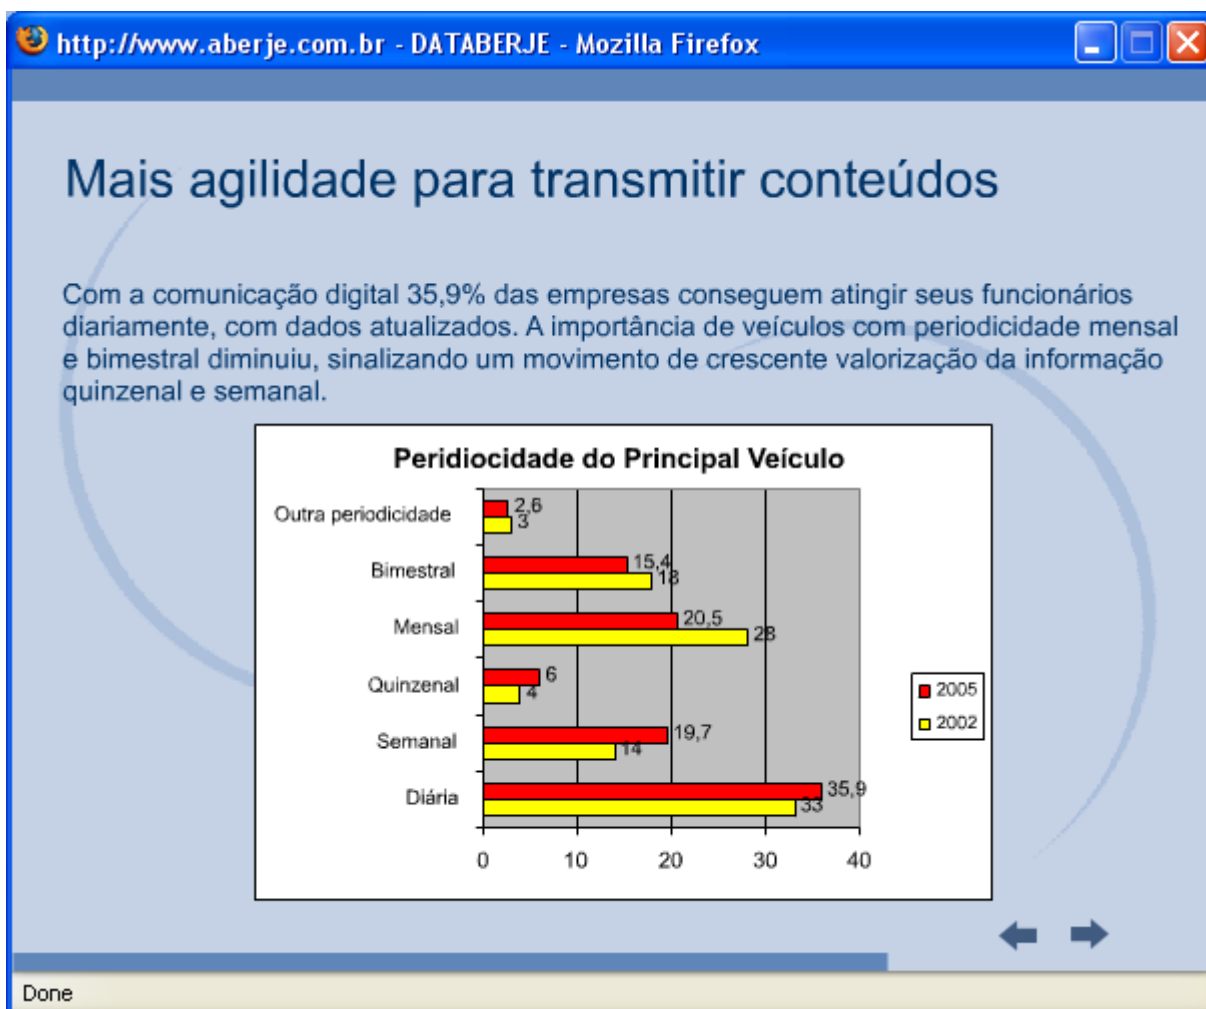 http://www.aberje.com.br - DATABERJE - Mozilla Firefox
Mais agilidade para transmitir conteúdos
Com a comunicação digital 35,9% das empresas conseguem atingir seus funcionários
diariamente, com dados atualizados. A importância de veículos com periodicidade mensal
e bimestral diminuiu, sinalizando um movimento de crescente valorização da informação
quinzenal e semanal.
Peridiocidade do Principal Veículo
Outra periodicidade
2,6
3
Bimestral
15,4
18
Mensal
20,5
28
Quinzenal
6
4
Semanal
19,7
14
Diária
35,9
33
0 10 20 30 40
2005
2002
Done